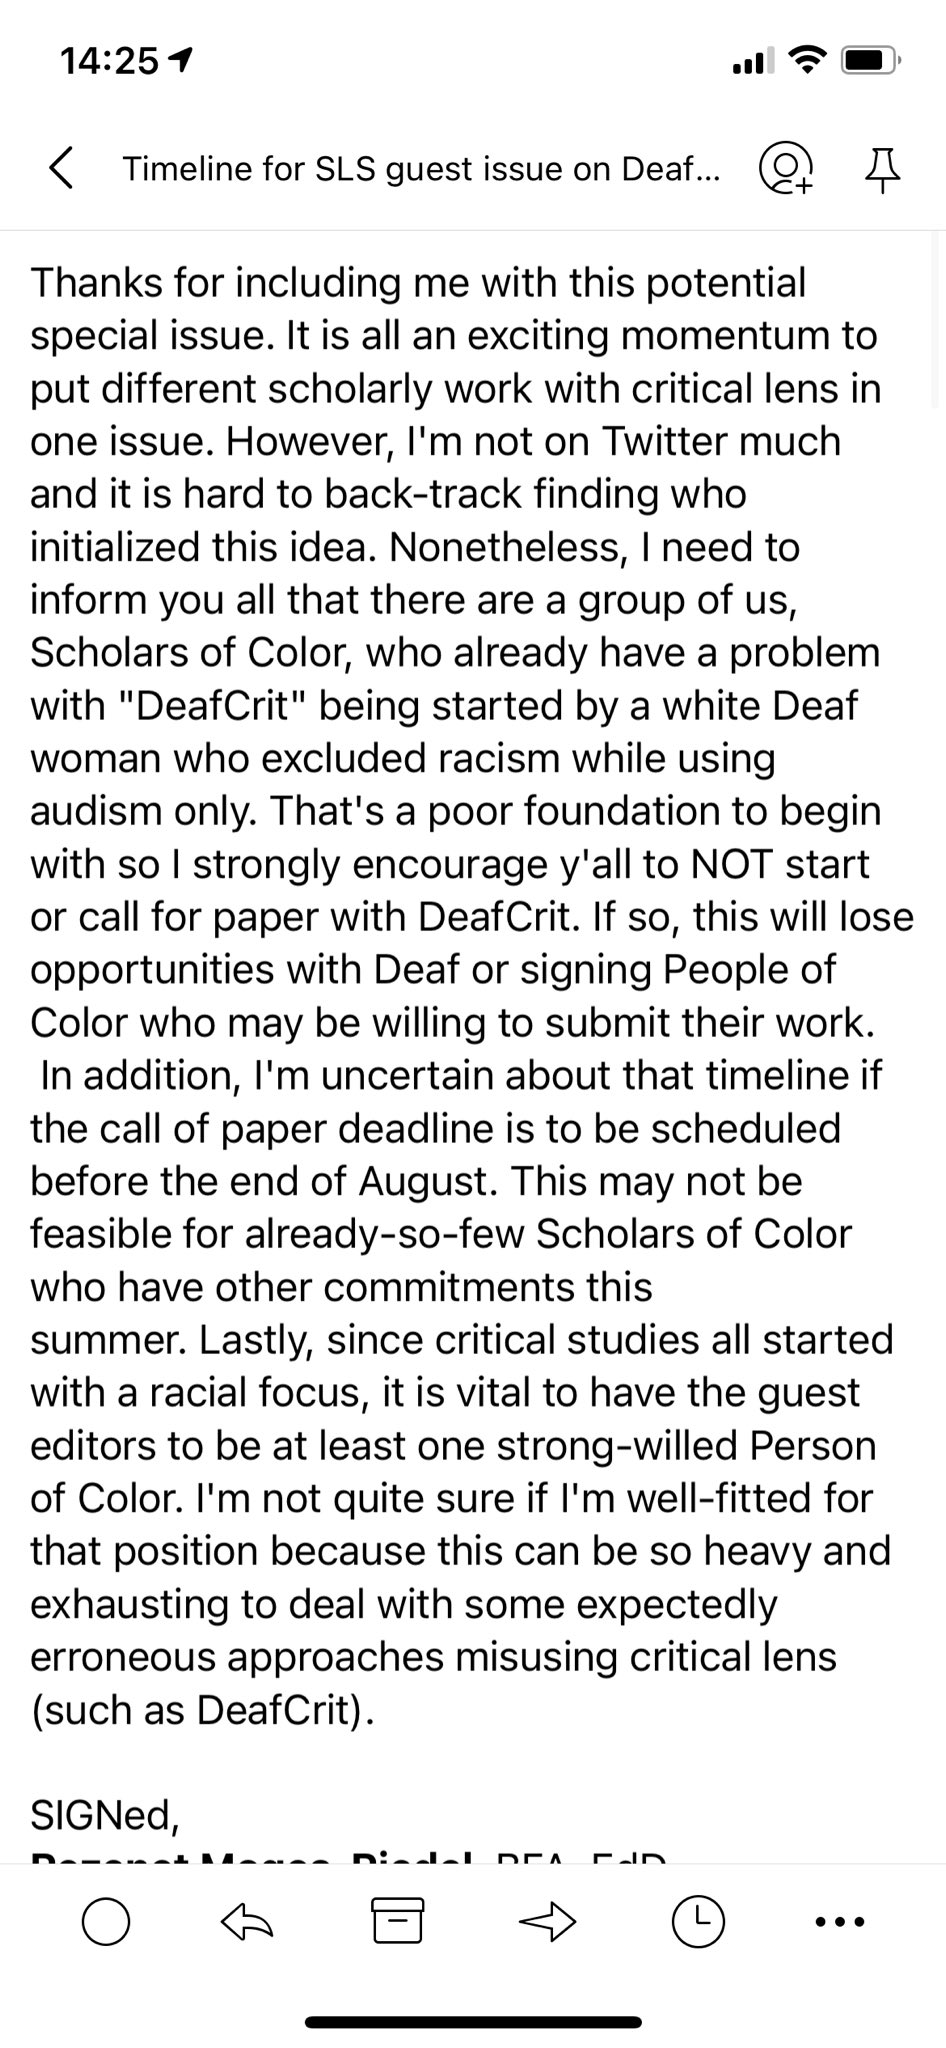 14:25
Timeline for SLS guest issue on Deaf...
Thanks for including me with this potential
special issue. It is all an exciting momentum to
put different scholarly work with critical lens in
one issue. However, I'm not on Twitter much
and it is hard to back-track finding who
initialized this idea. Nonetheless, I need to
inform you all that there are a group of us,
Scholars of Color, who already have a problem
with "DeafCrit" being started by a white Deaf
woman who excluded racism while using
audism only. That's a poor foundation to begin
with so I strongly encourage y'all to NOT start
or call for paper with DeafCrit. If so, this will lose
opportunities with Deaf or signing People of
Color who may be willing to submit their work.
In addition, I'm uncertain about that timeline if
the call of paper deadline is to be scheduled
before the end of August. This may not be
feasible for already-so-few Scholars of Color
who have other commitments this
summer. Lastly, since critical studies all started
with a racial focus, it is vital to have the guest
editors to be at least one strong-willed Person
of Color. I'm not quite sure if I'm well-fitted for
that position because this can be so heavy and
exhausting to deal with some expectedly
erroneous approaches misusing critical lens
(such as DeafCrit).
SIGNed,